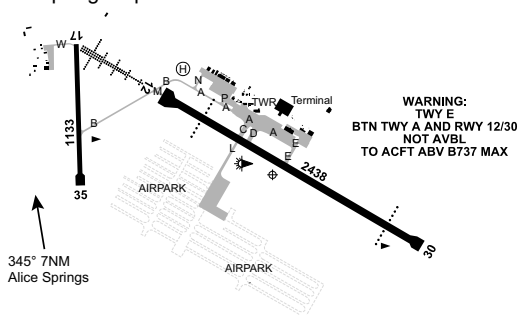 17
W
H
B
N
M
A
P
A
TWR
Terminal
A
C
D
A
E
E
L
B
1133
2438
35
30
AIRPARK
AIRPARK
WARNING:
TWY E
BTN TWY A AND RWY 12/30
NOT AVBL
TO ACFT ABV B737 MAX
345° 7NM
Alice Springs